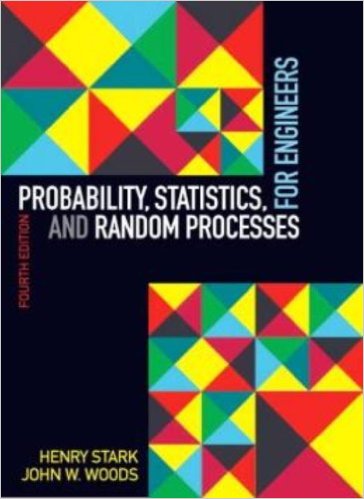 PROBABILITY, STATISTICS,
AND RANDOM PROCESSES
FOR ENGINEERS
FOURTH EDITION
HENRY STARK
JOHN W. WOODS